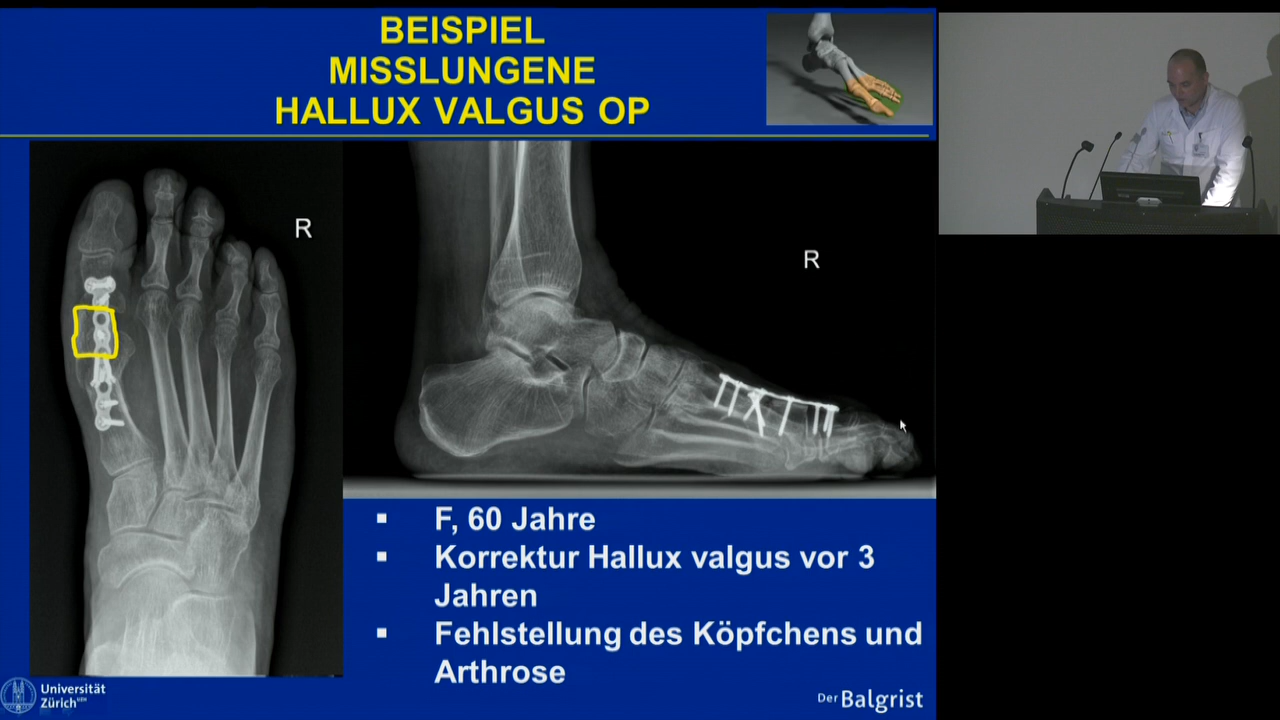 BEISPIEL
MISSLUNGENE
HALLUX VALGUS OP
R
R
F, 60 Jahre
Korrektur Hallux valgus vor 3
Jahren
Fehlstellung des Köpfchens und
Arthrose
Universität
Zürich UZH
Der Balgrist